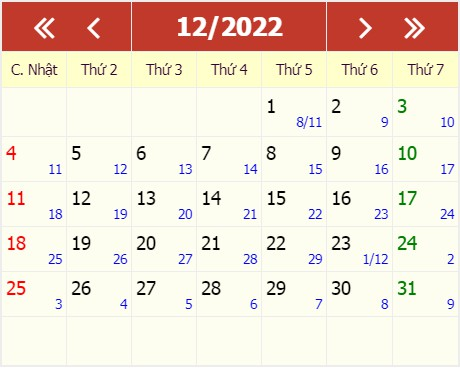 « ‹ 12/2022 › »
C. Nhật Thứ 2 Thứ 3 Thứ 4 Thứ 5 Thứ 6 Thứ 7
1 2 3
8/11 9 10
4 5 6 7 8 9 10
11 12 13 14 15 16 17
11 12 13 14 15 16 17
18 19 20 21 22 23 24
18 19 20 21 22 23 24
25 26 27 28 29 1/12 2
25 26 27 28 29 30 31
3 4 5 6 7 8 9